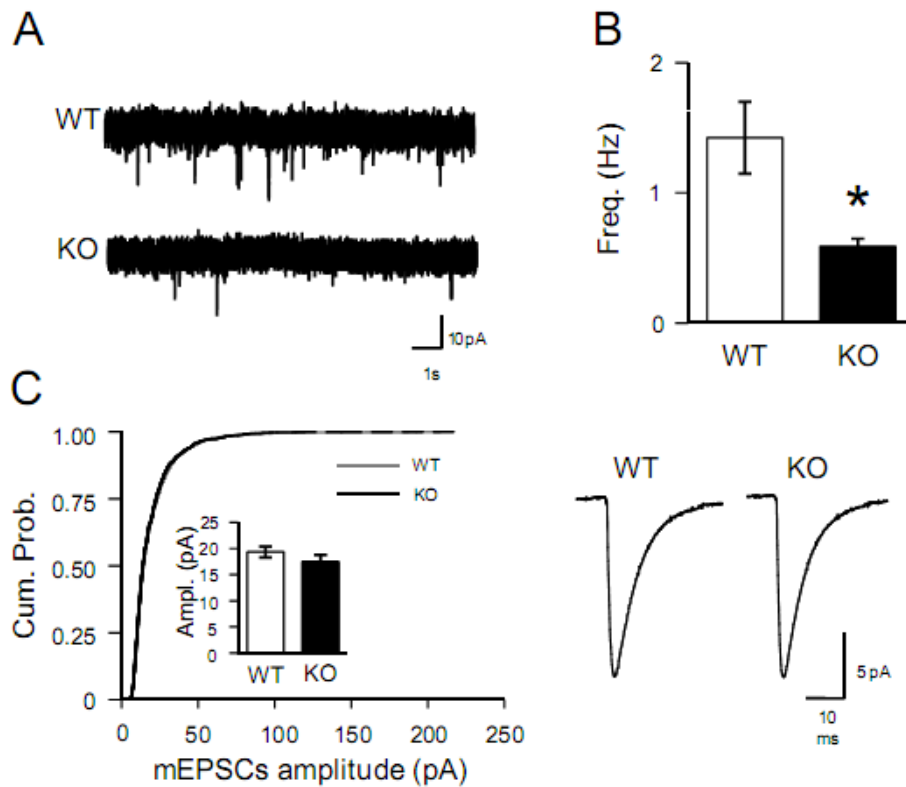 A
WT
KO
10pA
1s
B
2
1
0
Freq. (Hz)
*
WT
KO
C
1.00
0.75
0.50
0.25
0
Cum. Prob.
WT
KO
25
20
15
10
5
0
Ampl. (pA)
WT
KO
0
50
100
150
200
250
mEPSCs amplitude (pA)
WT
KO
5 pA
10
ms